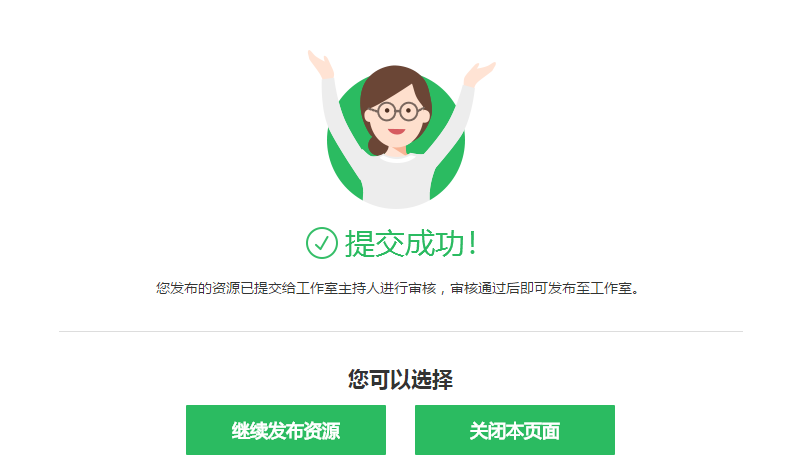 提交成功！
您发布的资源已提交给工作室主持人进行审核，审核通过后即可发布至工作室。
您可以选择
继续发布资源
关闭本页面